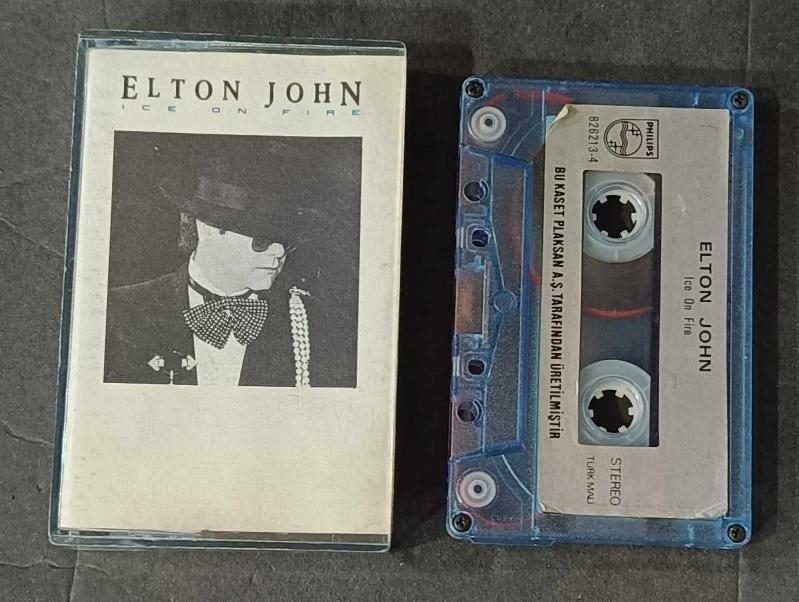 ELTON JOHN
ICE ON FIRE
PHILIPS
826213-4
ELTON JOHN
Ice On Fire
BU KASET PLAKSAN A.Ş. TARAFINDAN ÜRETİLMİŞTİR
STEREO
TÜRK MALI